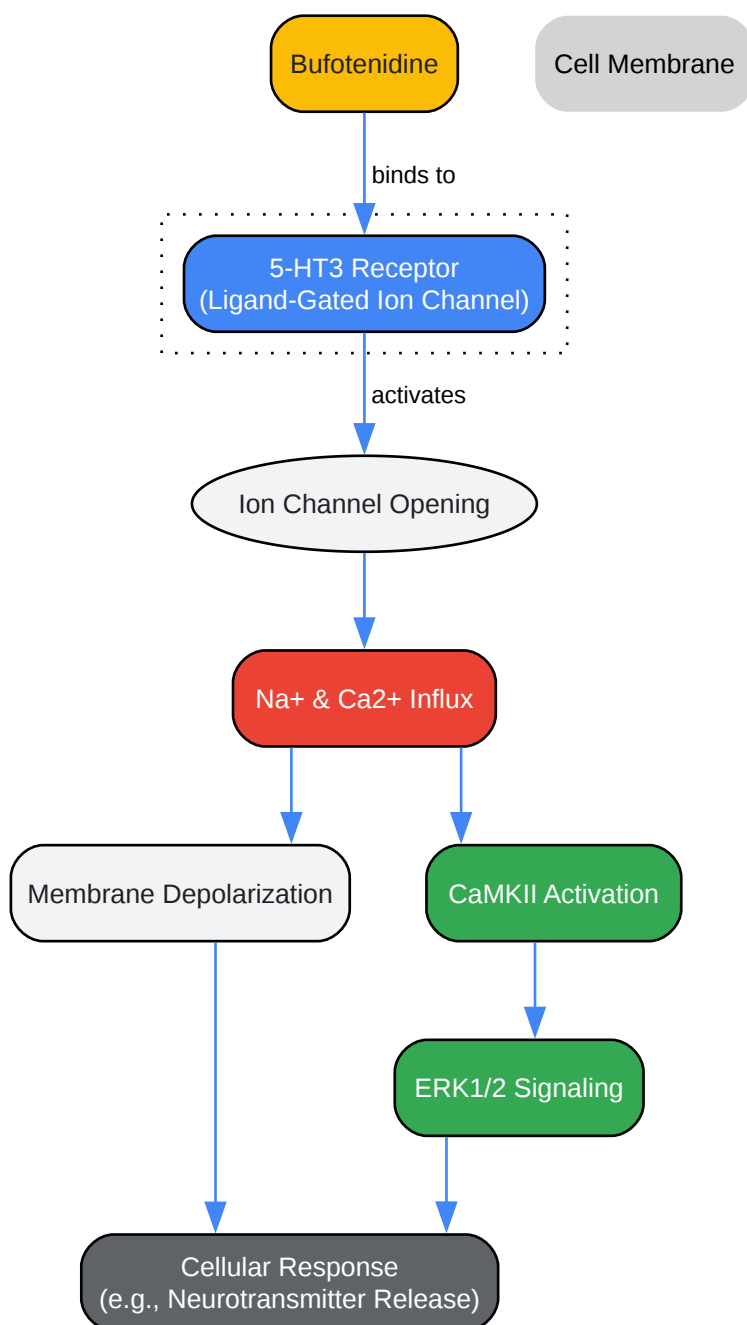 Bufotenidine
Cell Membrane
binds to
5-HT3 Receptor
(Ligand-Gated Ion Channel)
activates
Ion Channel Opening
Na+ & Ca2+ Influx
Membrane Depolarization
CaMKII Activation
ERK1/2 Signaling
Cellular Response
(e.g., Neurotransmitter Release)